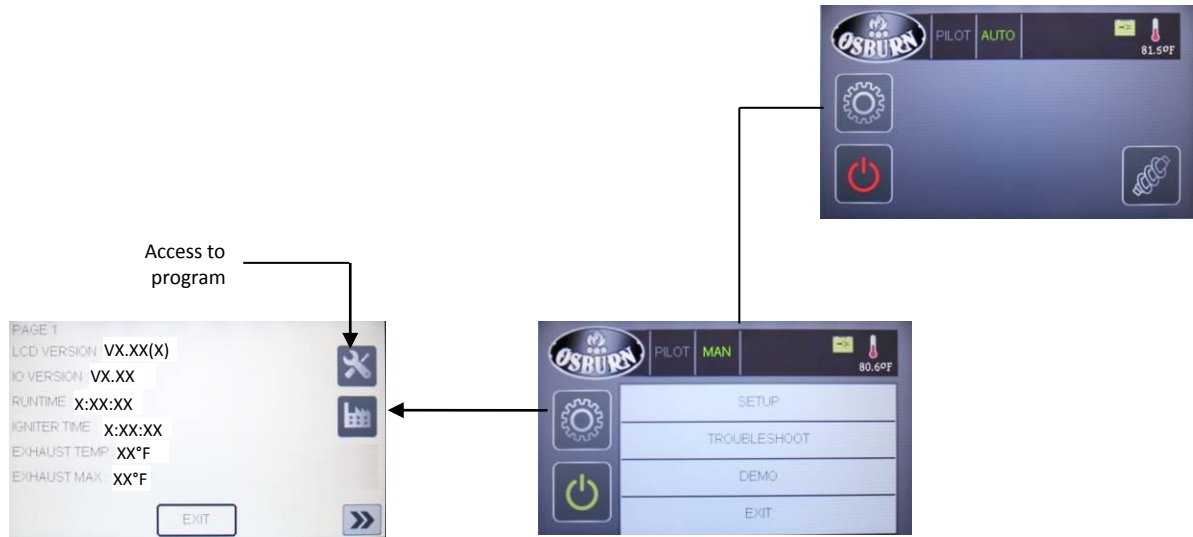 OSBURN
PILOT AUTO
81.5°F
Access to
program
PAGE 1
LCD VERSION: VX.XX(X)
IO VERSION VX.XX
RUNTIME X:XX:XX
IGNITER TIME : X:XX:XX
EXHAUST TEMP XX°F
EXHAUST MAX : XX°F
EXIT
OSBURN
PILOT MAN
80.6°F
SETUP
TROUBLESHOOT
DEMO
EXIT